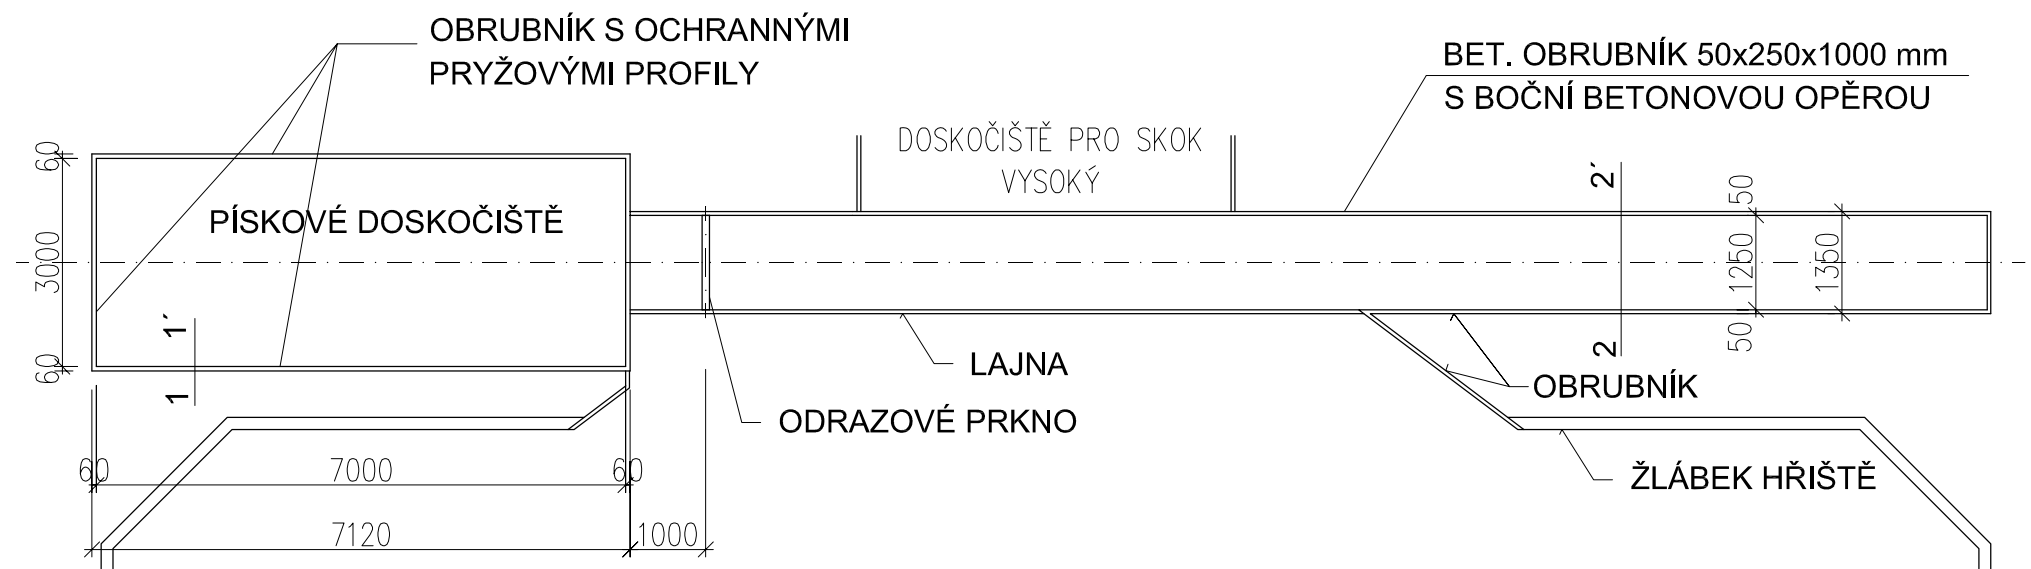 OBRUBNÍK S OCHRANNÝMI
PRYŽOVÝMI PROFILY
BET. OBRUBNÍK 50x250x1000 mm
S BOČNÍ BETONOVOU OPĚROU
DOSKOČIŠTĚ PRO SKOK
VYSOKÝ
PÍSKOVÉ DOSKOČIŠTĚ
60
3000
60
1´
1
2´
2
50
1250
50
1350
LAJNA
ODRAZOVÉ PRKNO
OBRUBNÍK
ŽLÁBEK HŘIŠTĚ
60
7000
60
7120
1000